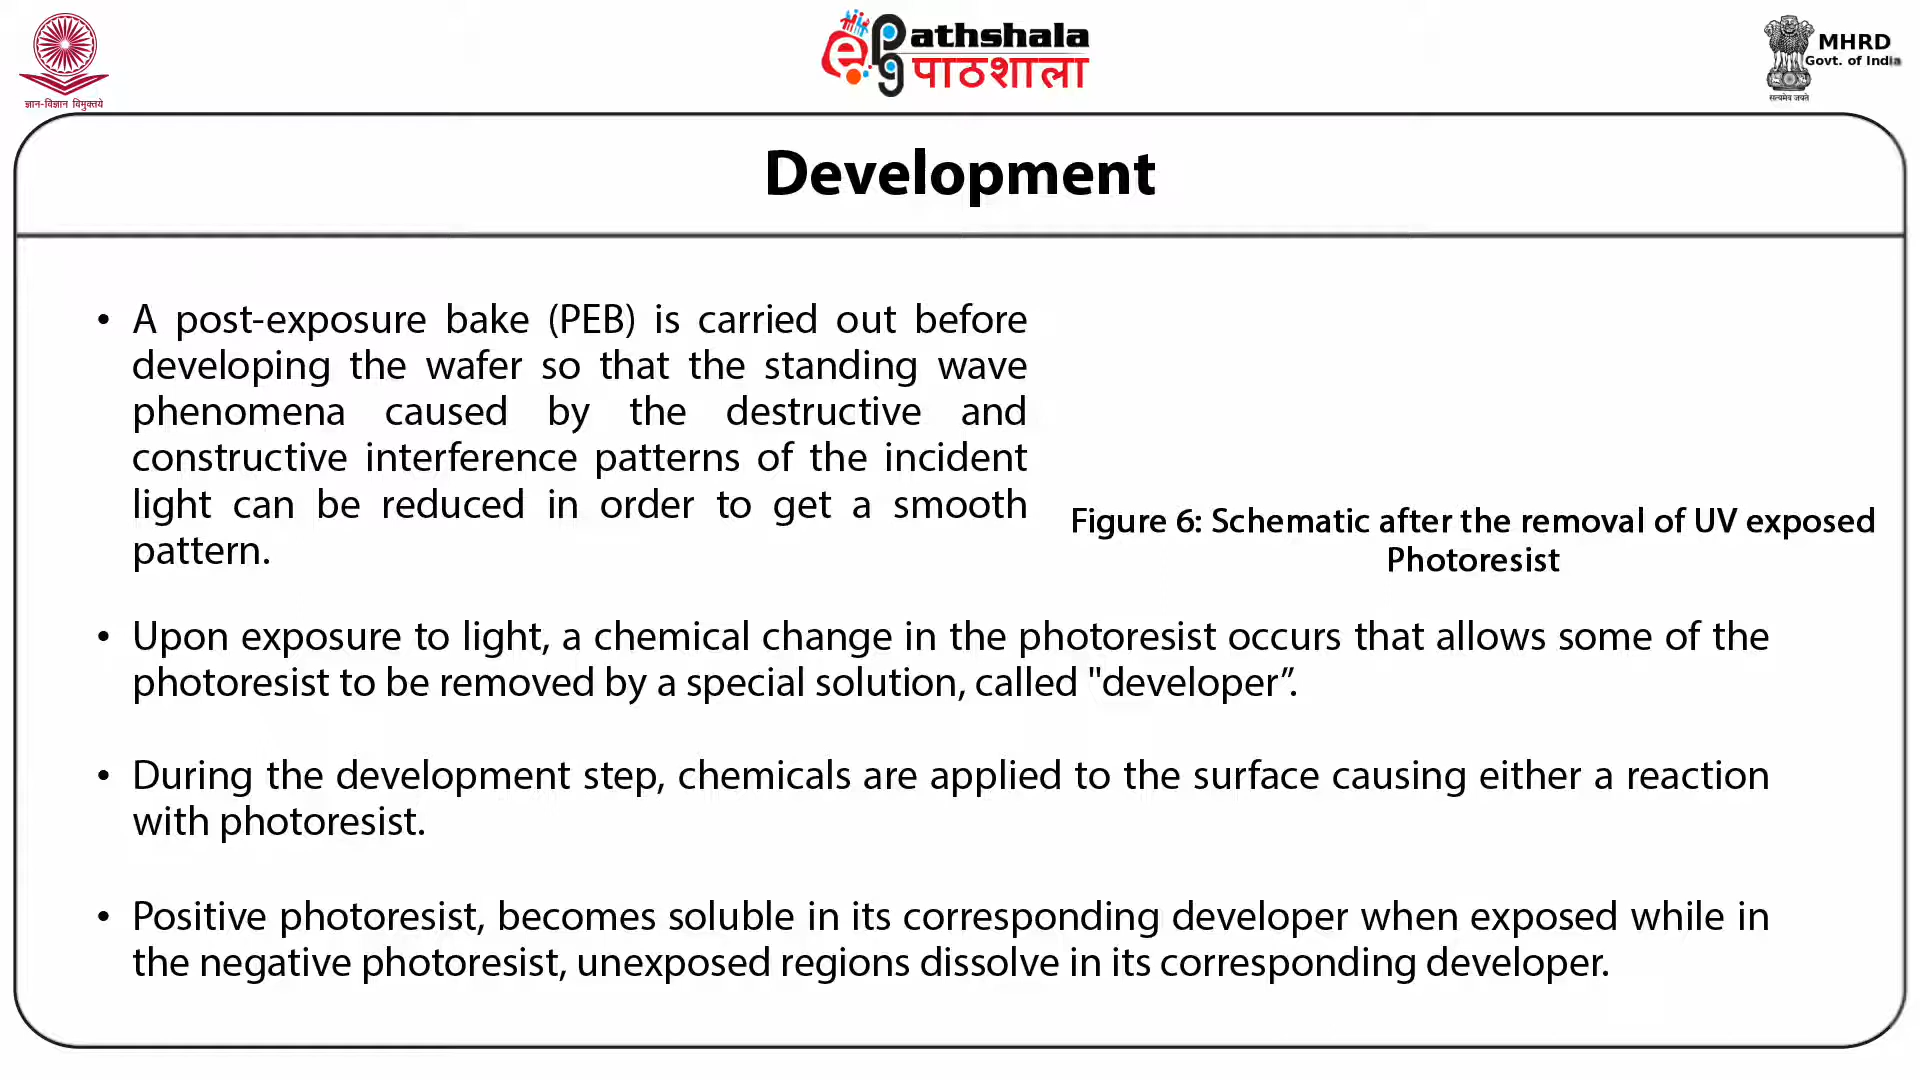 ज्ञान-विज्ञान विमुक्तये
e Pathshala
पाठशाला
MHRD
Govt. of India
सत्यमेव जयते
Development
• A post-exposure bake (PEB) is carried out before
developing the wafer so that the standing wave
phenomena caused by the destructive and
constructive interference patterns of the incident
light can be reduced in order to get a smooth
pattern.
Figure 6: Schematic after the removal of UV exposed
Photoresist
• Upon exposure to light, a chemical change in the photoresist occurs that allows some of the
photoresist to be removed by a special solution, called "developer”.
• During the development step, chemicals are applied to the surface causing either a reaction
with photoresist.
• Positive photoresist, becomes soluble in its corresponding developer when exposed while in
the negative photoresist, unexposed regions dissolve in its corresponding developer.